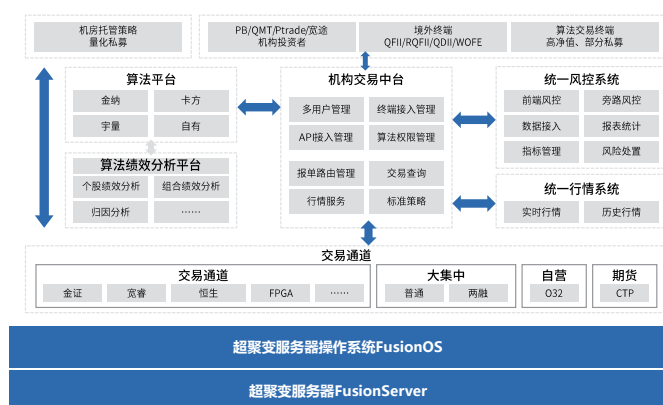 机房托管策略
量化私募
PB/QMT/Ptrade/宽途
机构投资者
境外终端
QFII/RQFII/QDII/WOFE
算法交易终端
高净值、部分私募
算法平台
金纳
卡方
宇量
自有
算法绩效分析平台
个股绩效分析
组合绩效分析
归因分析
……
机构交易中台
多用户管理
终端接入管理
API接入管理
算法权限管理
报单路由管理
交易查询
行情服务
标准策略
统一风控系统
前端风控
旁路风控
数据接入
报表统计
指标管理
风险处置
统一行情系统
实时行情
历史行情
交易通道
交易通道
金证
宽睿
恒生
FPGA
……
大集中
普通
两融
自营
O32
期货
CTP
超聚变服务器操作系统FusionOS
超聚变服务器FusionServer